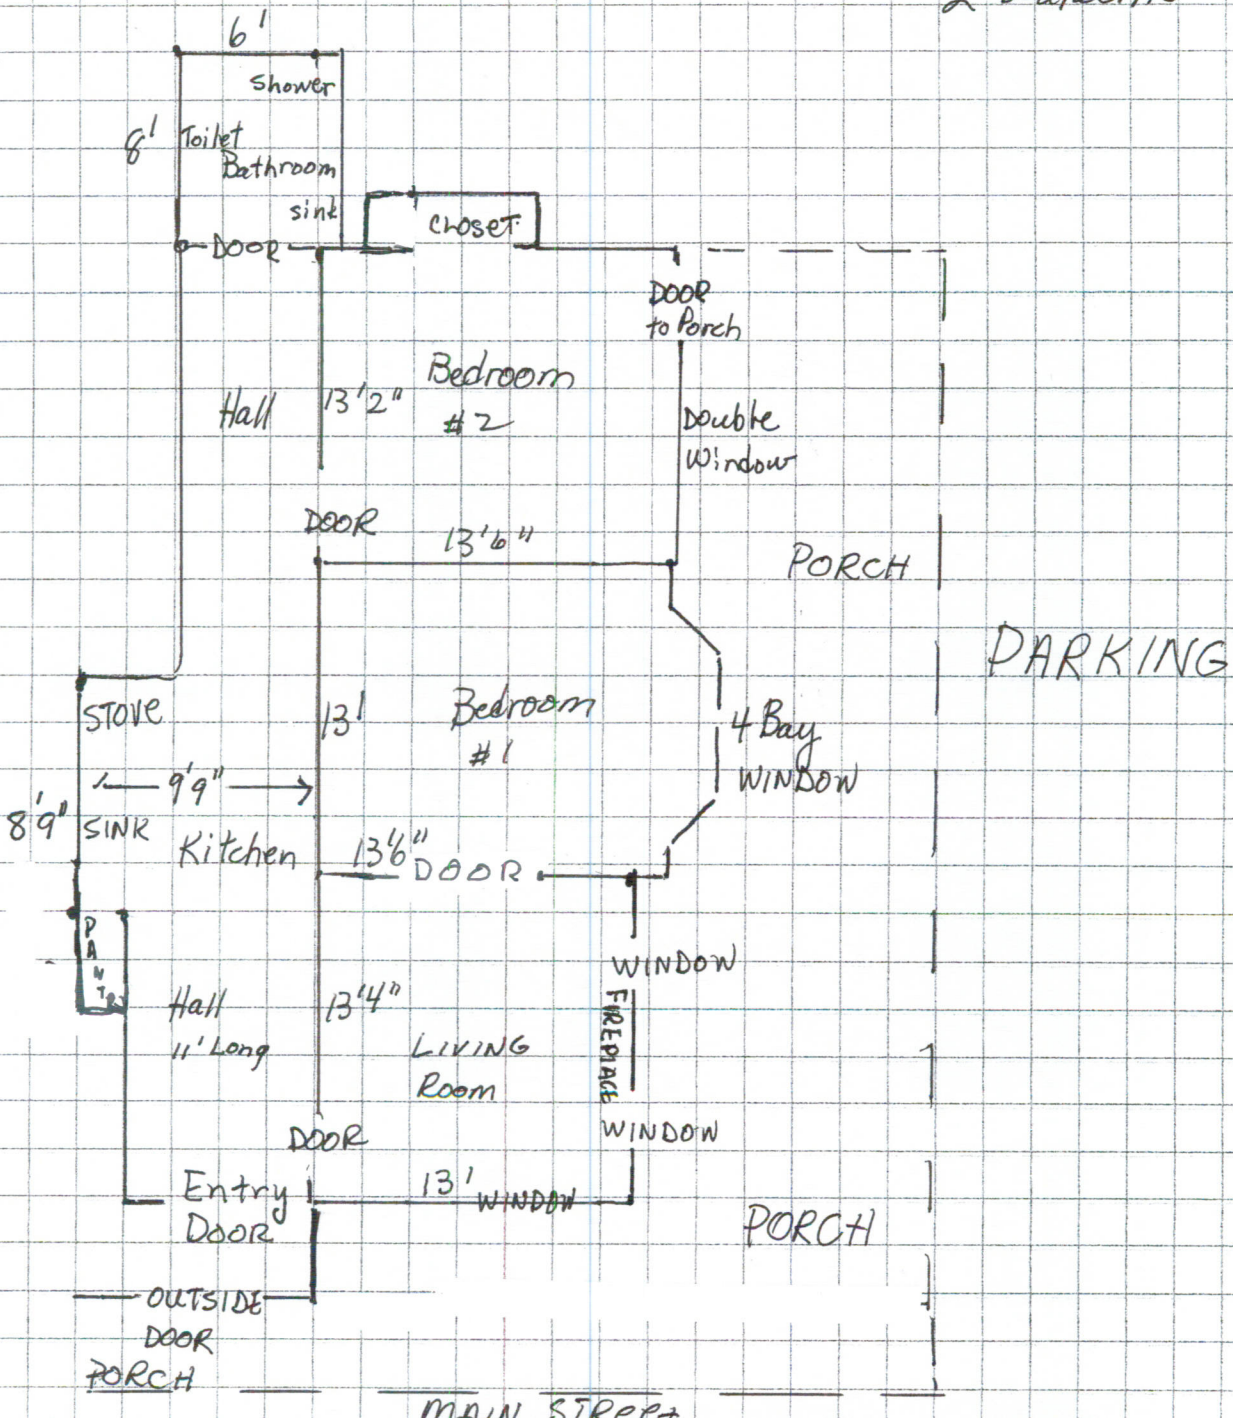 6'
Shower
8'
Toilet
Bathroom
sink
CLOSET
DOOR
DOOR
to Porch
Bedroom
#2
Hall
13'2"
Double
Window
DOOR
13'6"
PORCH
PARKING
STOVE
13'
Bedroom
#1
4 Bay
WINDOW
9'9"
8'9"
SINK
Kitchen
13'6"
DOOR
PANTRY
WINDOW
FIREPLACE
Hall
11' Long
13'4"
LIVING
Room
WINDOW
DOOR
Entry
DOOR
13'
WINDOW
PORCH
OUTSIDE
DOOR
PORCH
MAIN STREET